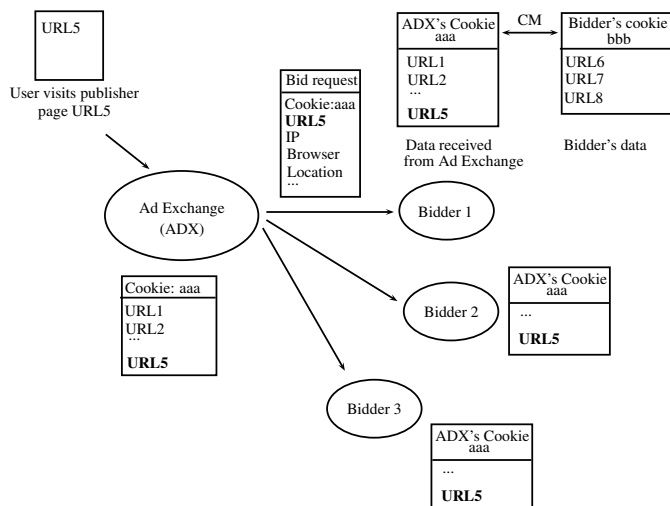 URL5
User visits publisher
page URL5
Bid request
Cookie:aaa
URL5
IP
Browser
Location
...
ADX's Cookie
aaa
URL1
URL2
...
URL5
Data received
from Ad Exchange
CM
Bidder's cookie
bbb
URL6
URL7
URL8
Bidder's data
Ad Exchange
(ADX)
Bidder 1
Cookie: aaa
URL1
URL2
...
URL5
Bidder 2
ADX's Cookie
aaa
...
URL5
Bidder 3
ADX's Cookie
aaa
...
URL5